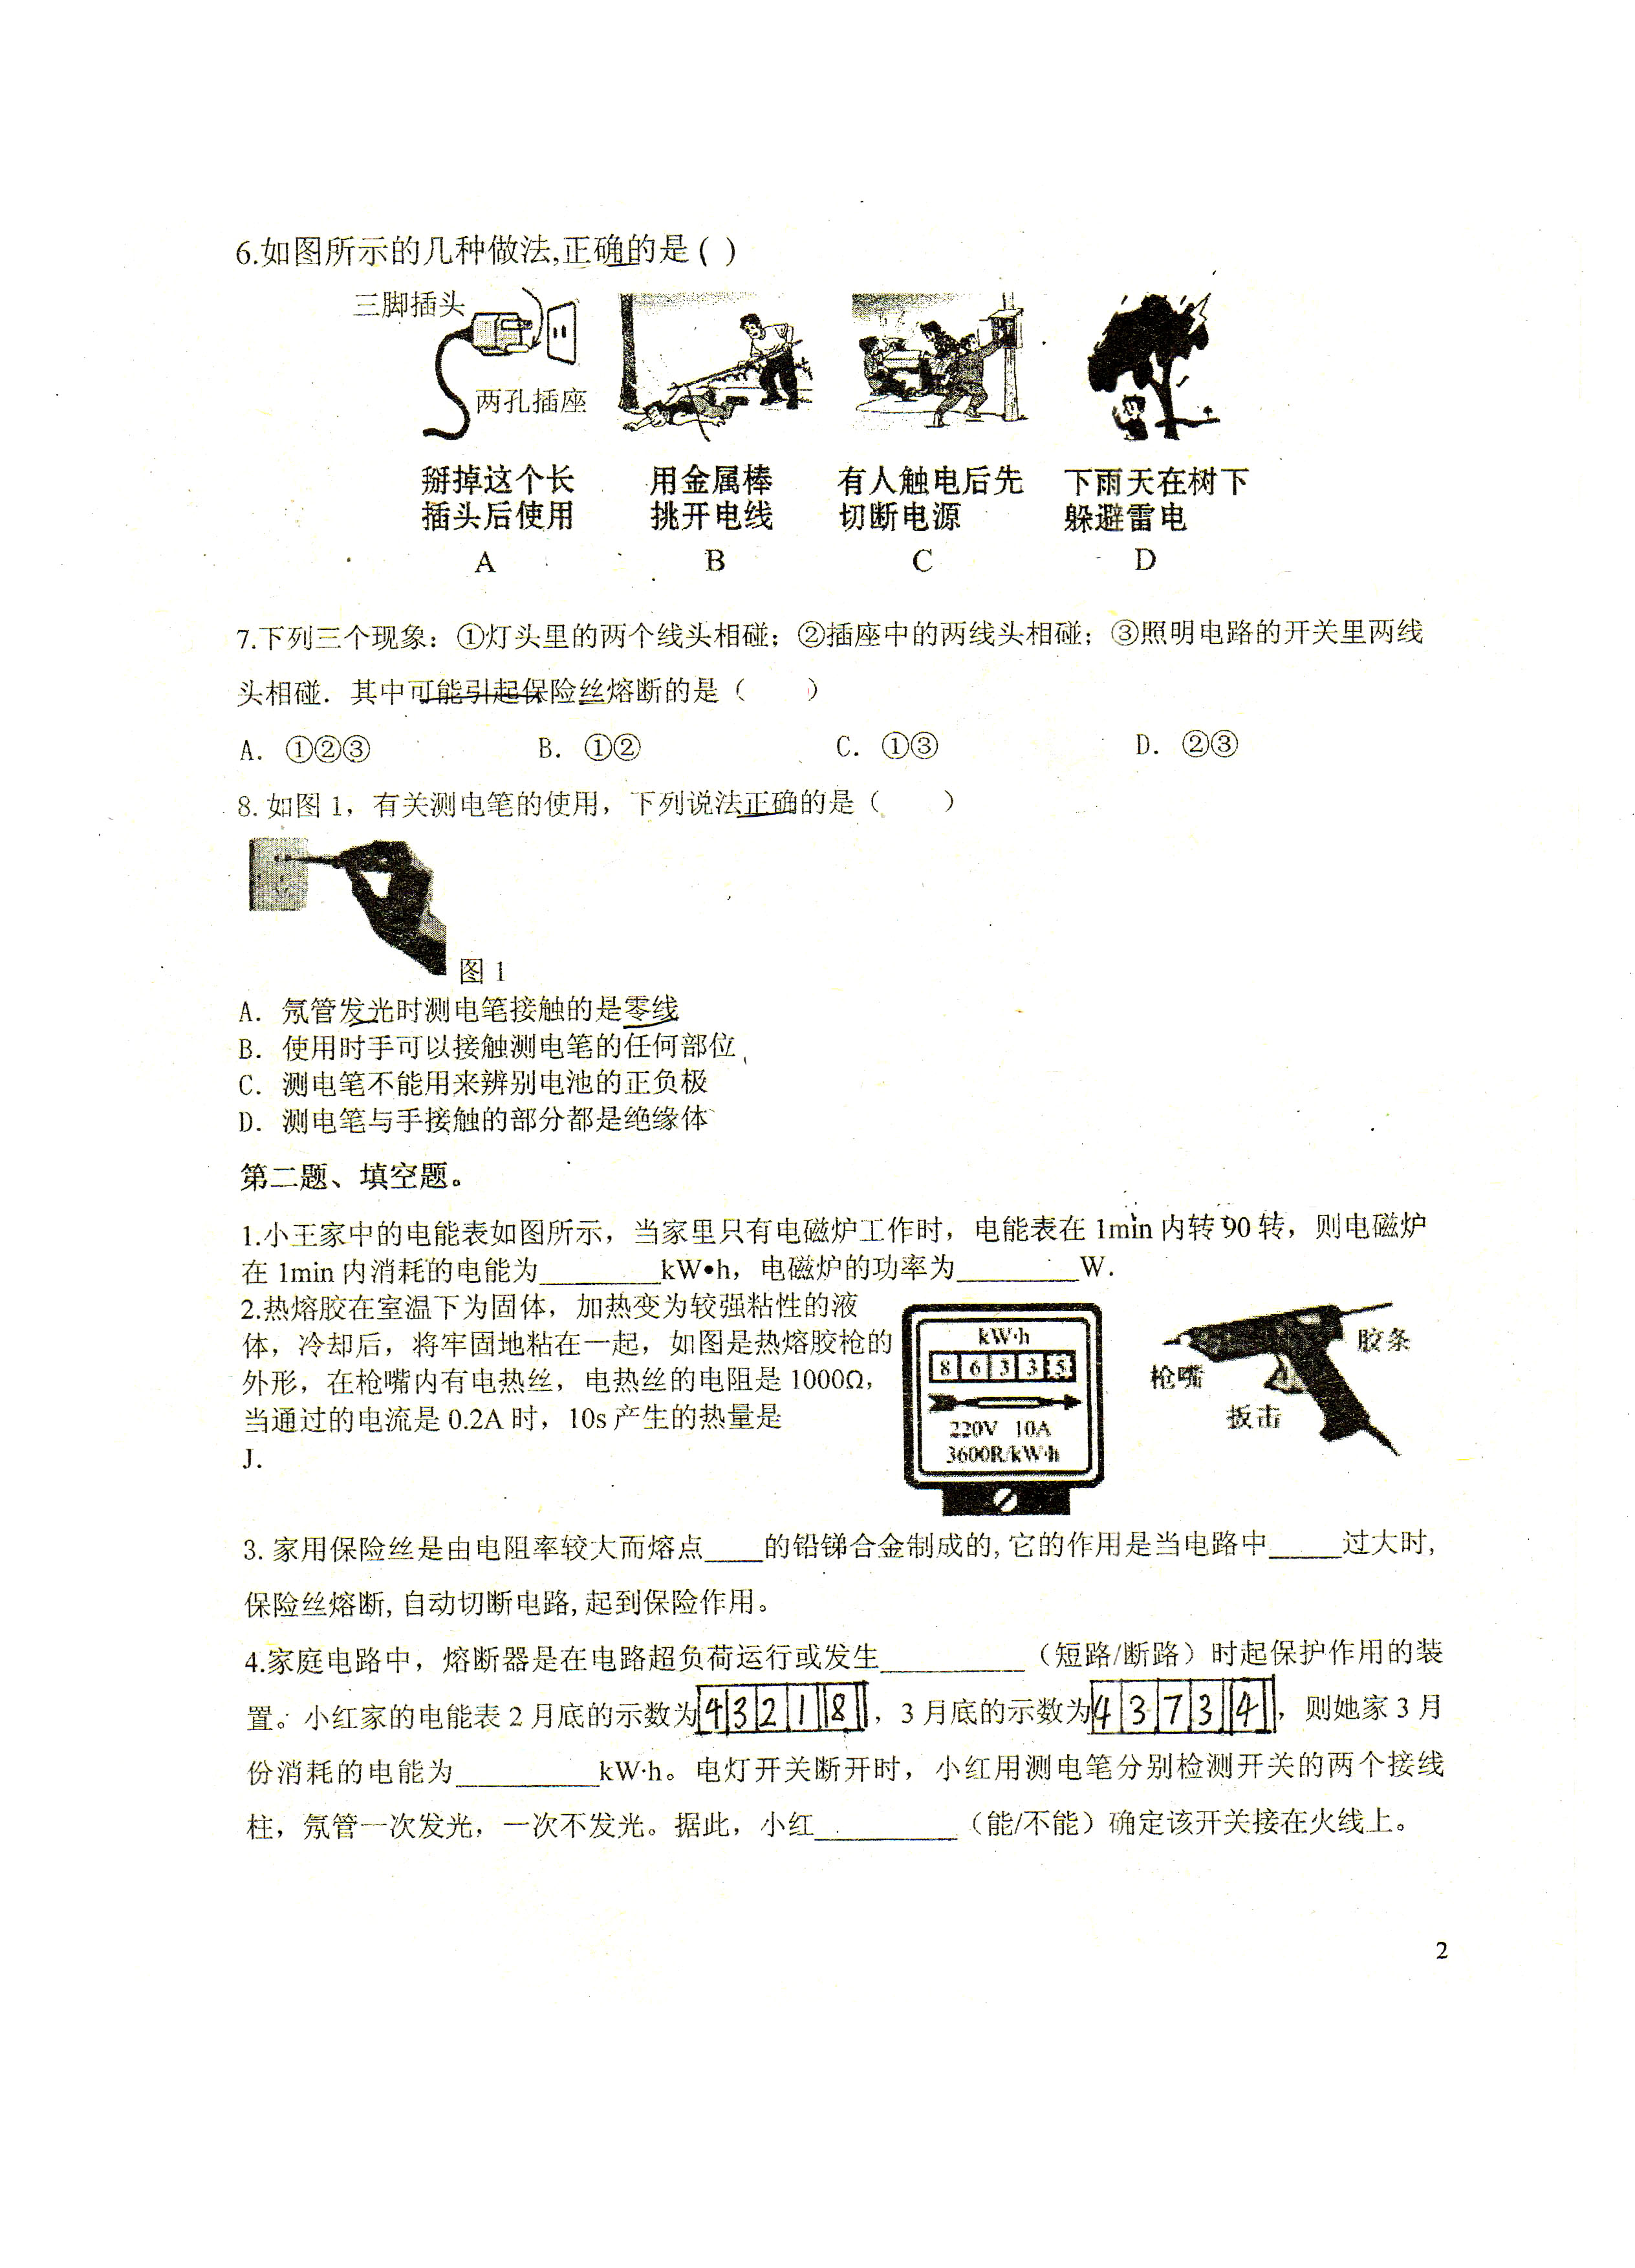 6.如图所示的几种做法,正确的是 ( )
三脚插头
两孔插座
掰掉这个长 用金属棒 有人触电后先 下雨天在树下
插头后使用 挑开电线 切断电源 躲避雷电
A B C D
7.下列三个现象：①灯头里的两个线头相碰；②插座中的两线头相碰；③照明电路的开关里两线
头相碰．其中可能引起保险丝熔断的是（ ）
A．①②③ B．①② C．①③ D．②③
8.如图 1，有关测电笔的使用，下列说法正确的是（ ）
图 1
A．氖管发光时测电笔接触的是零线
B．使用时手可以接触测电笔的任何部位
C．测电笔不能用来辨别电池的正负极
D．测电笔与手接触的部分都是绝缘体
第二题、填空题。
1.小王家中的电能表如图所示，当家里只有电磁炉工作时，电能表在 1min 内转 90 转，则电磁炉
在 1min 内消耗的电能为________kW•h，电磁炉的功率为________W．
2.热熔胶在室温下为固体，加热变为较强粘性的液
体，冷却后，将牢固地粘在一起，如图是热熔胶枪的
外形，在枪嘴内有电热丝，电热丝的电阻是 1000Ω，
当通过的电流是 0.2A 时，10s 产生的热量是
J．
kW·h
8 6 3 3 5
220V 10A
3600R/kW·h
胶条
枪嘴
扳击
3. 家用保险丝是由电阻率较大而熔点____的铅锑合金制成的, 它的作用是当电路中_____过大时,
保险丝熔断, 自动切断电路, 起到保险作用。
4.家庭电路中，熔断器是在电路超负荷运行或发生__________（短路/断路）时起保护作用的装
置。小红家的电能表 2 月底的示数为 4 3 2 1 8 ，3 月底的示数为 4 3 7 3 4 ，则她家 3 月
份消耗的电能为__________kW·h。电灯开关断开时，小红用测电笔分别检测开关的两个接线
柱，氖管一次发光，一次不发光。据此，小红__________（能/不能）确定该开关接在火线上。
2